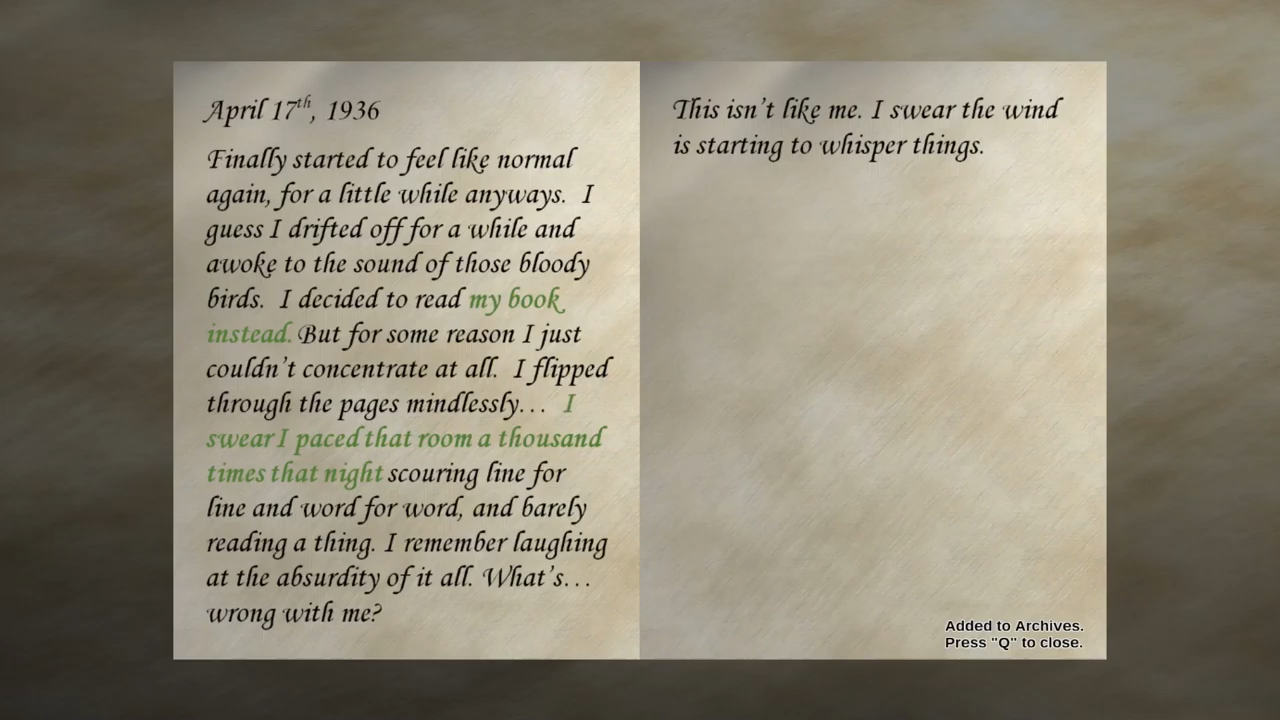 April 17th, 1936
Finally started to feel like normal
again, for a little while anyways.  I
guess I drifted off for a while and
awoke to the sound of those bloody
birds.  I decided to read my book
instead. But for some reason I just
couldn't concentrate at all.  I flipped
through the pages mindlessly…  I
swear I paced that room a thousand
times that night scouring line for
line and word for word, and barely
reading a thing. I remember laughing
at the absurdity of it all. What's…
wrong with me?
This isn't like me. I swear the wind
is starting to whisper things.
Added to Archives.
Press "Q" to close.